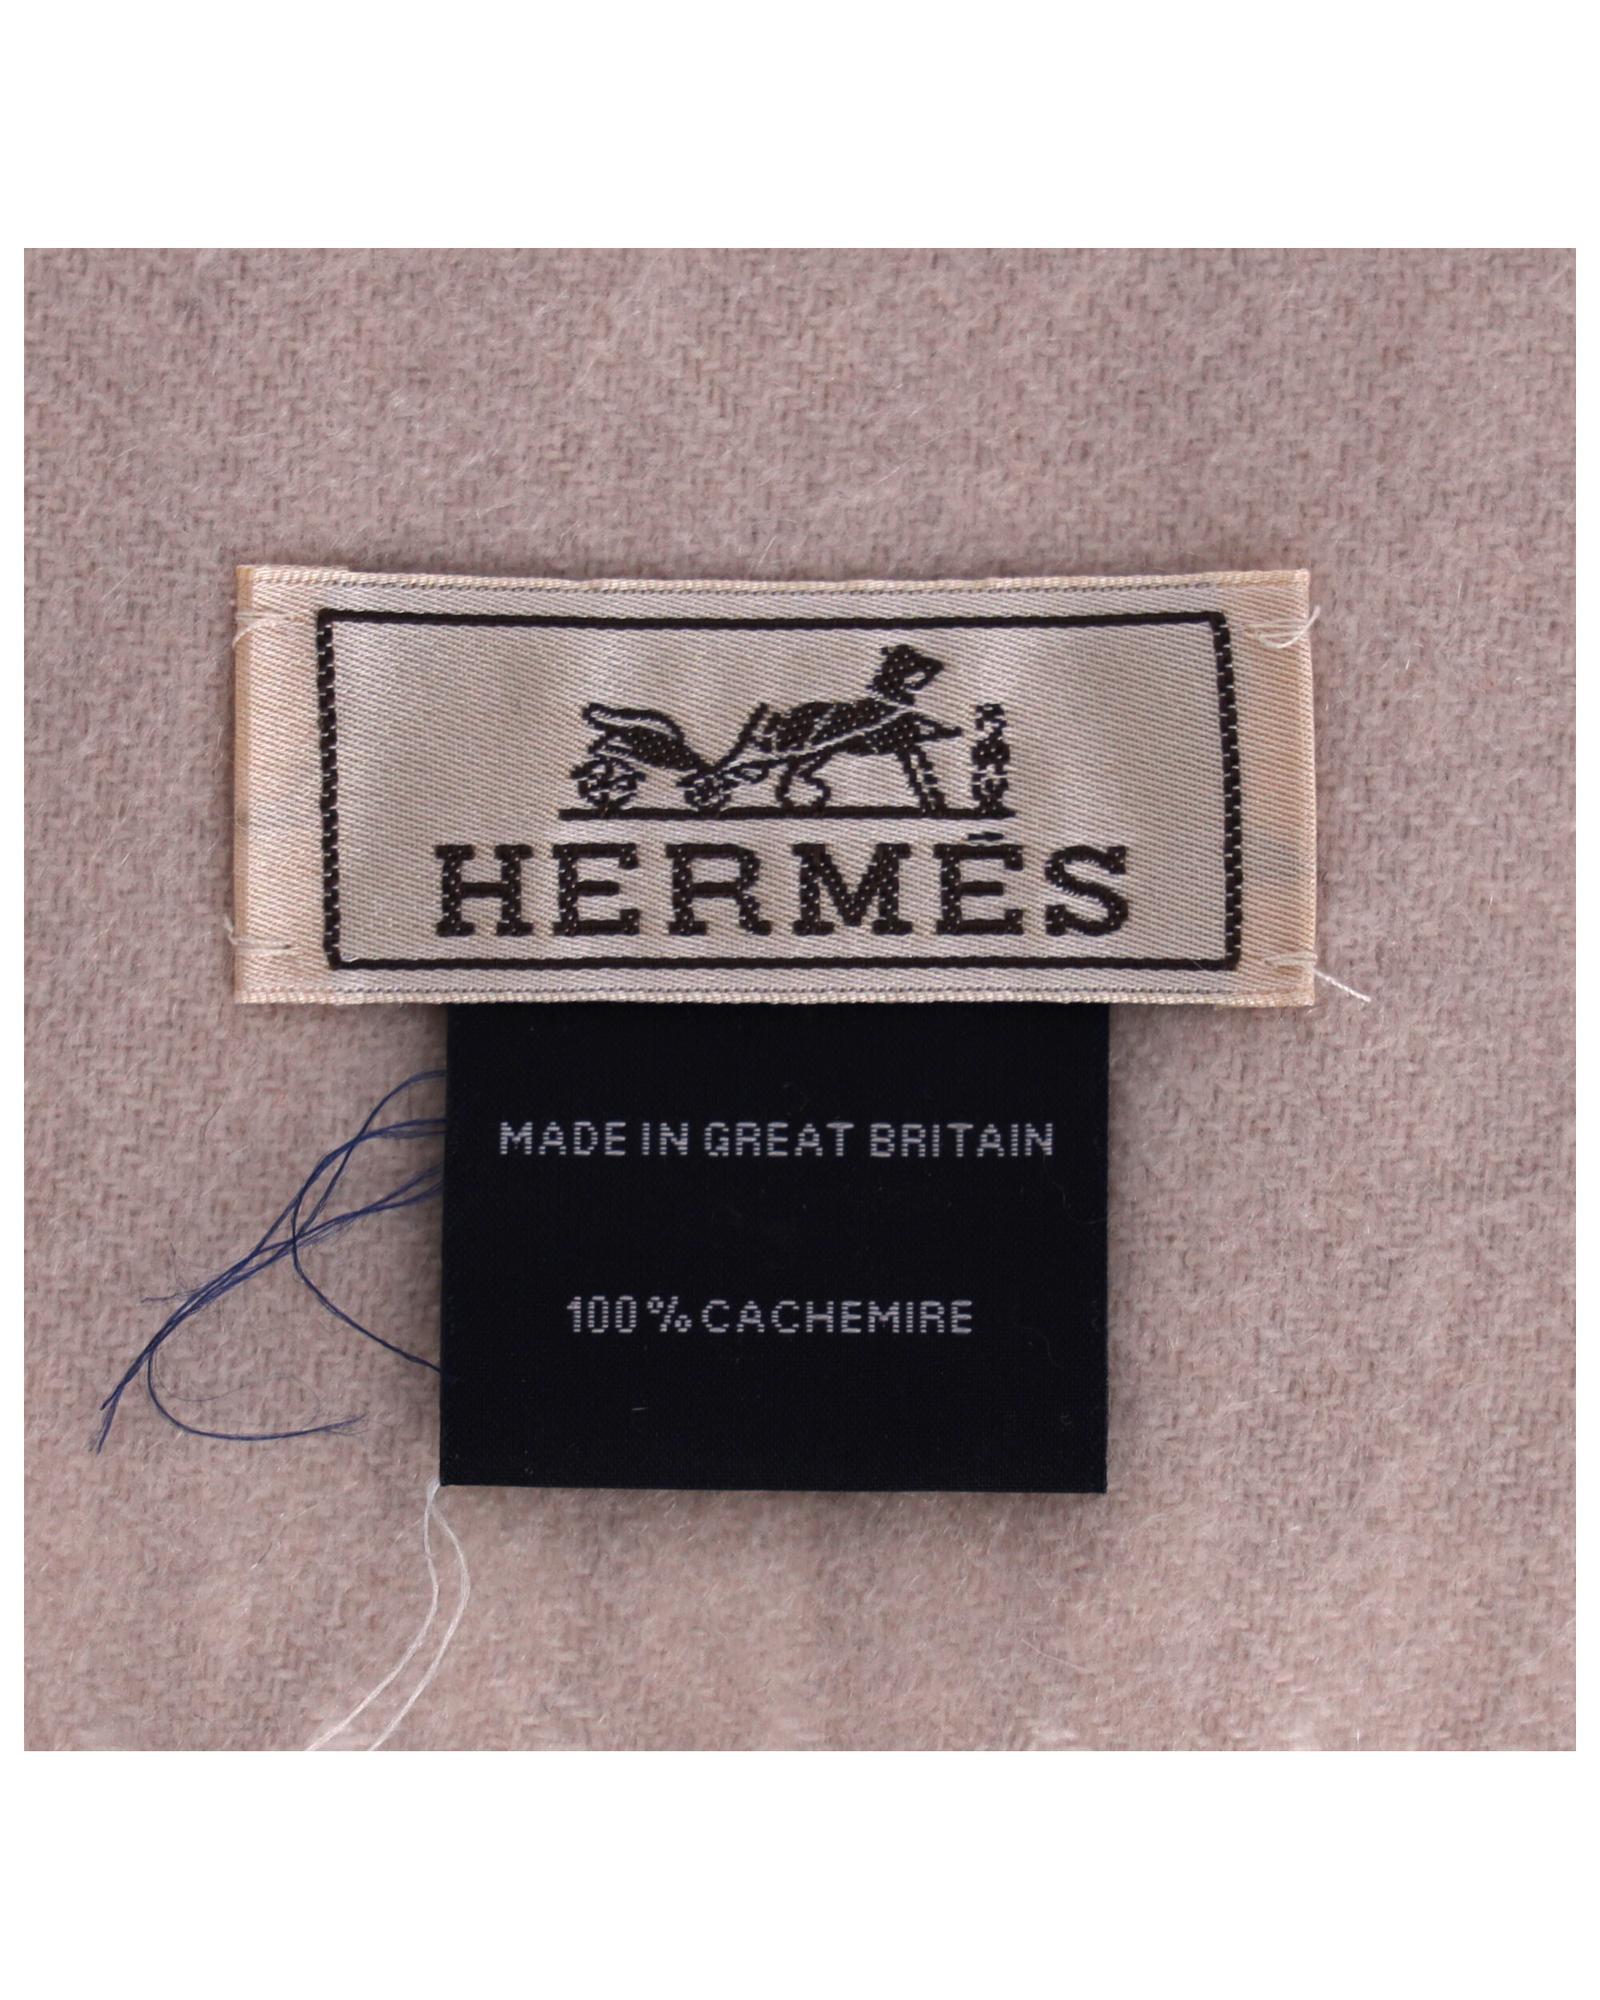 HERMÈS
MADE IN GREAT BRITAIN
100% CACHEMIRE